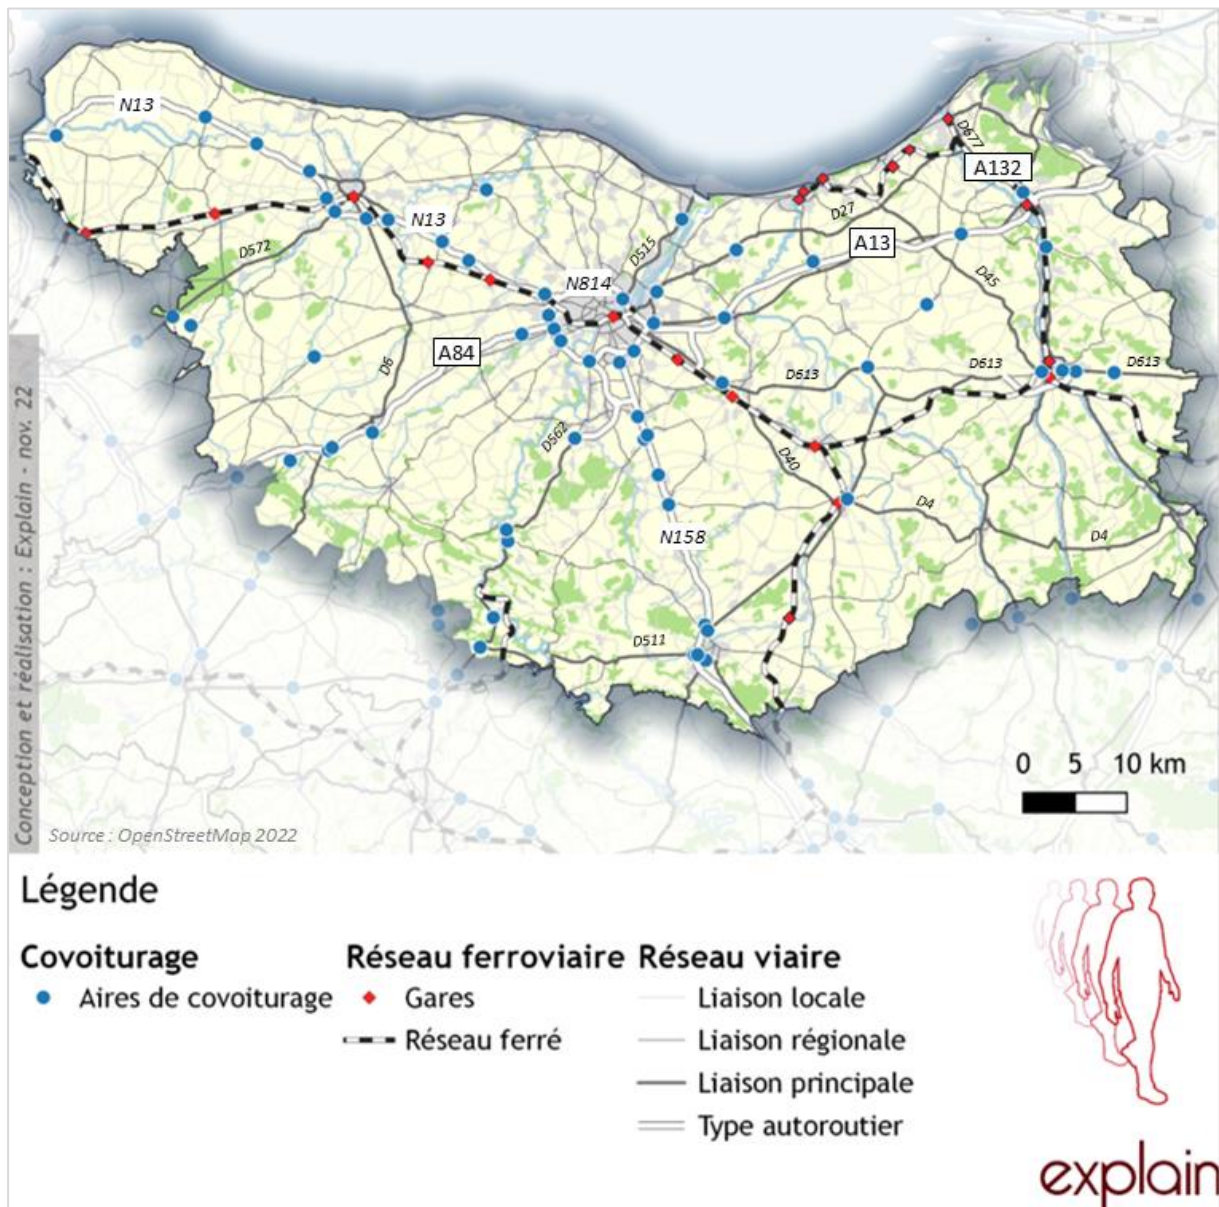 N13
D677
A132
D27
N13
D572
D515
A13
N814
D45
D6
A84
D613
D613
D613
D562
D40
D4
D4
N158
D511
0 5 10 km
Conception et réalisation : Explain - nov. 22
Source : OpenStreetMap 2022
Légende
Covoiturage
Aires de covoiturage
Réseau ferroviaire
Gares
Réseau ferré
Réseau viaire
Liaison locale
Liaison régionale
Liaison principale
Type autoroutier
explain